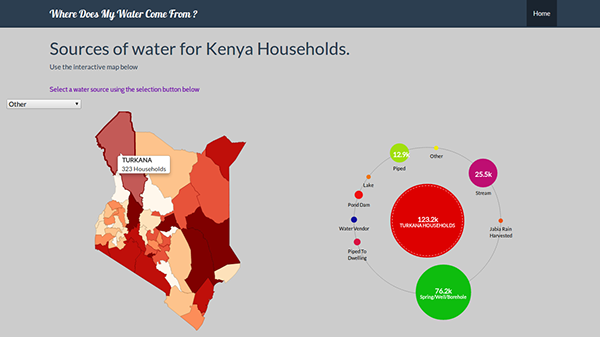 Where Does My Water Come From ?
Home
Sources of water for Kenya Households.
Use the interactive map below
Select a water source using the selection button below
Other
TURKANA
323 Households
12.9k
Piped
Other
25.5k
Stream
Lake
Pond Dam
Water Vendor
Piped To
Dwelling
123.2k
TURKANA HOUSEHOLDS
Jabia Rain
Harvested
76.2k
Spring/Well/Borehole